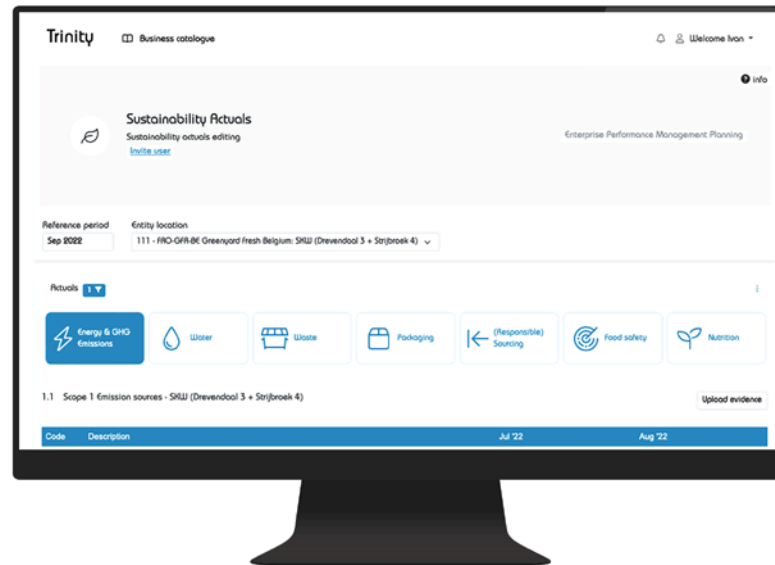 Trinity
Business catalogue
Welcome Ivan
info
Sustainability Actuals
Sustainability actuals editing
Invite user
Enterprise Performance Management Planning
Reference period
Entity location
Sep 2022
111 - FRO-GFR-BE Greenyard Fresh Belgium: SKW (Drevendaal 3 + Strijbroek 4)
Actuals 1
Energy & GHG
Emissions
Water
Waste
Packaging
(Responsible)
Sourcing
Food safety
Nutrition
1.1 Scope 1 Emission sources - SKW (Drevendaal 3 + Strijbroek 4)
Upload evidence
Code Description Jul '22 Aug '22